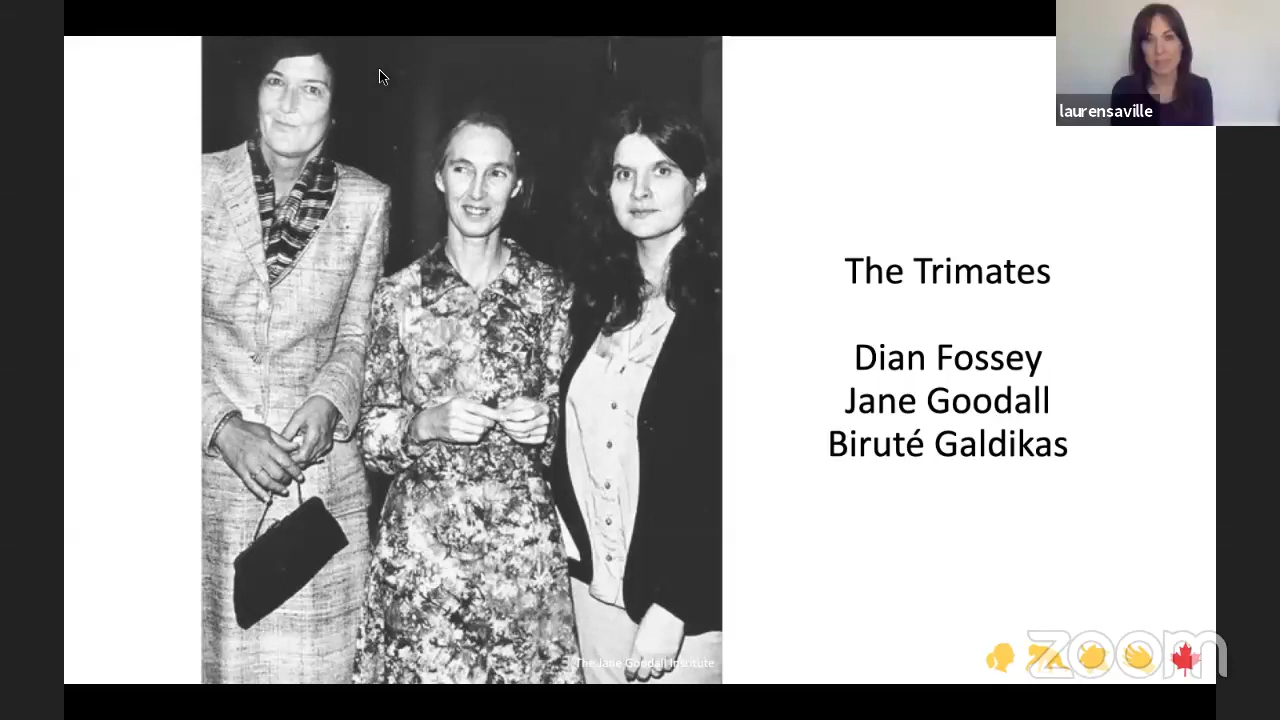 laurensaville
The Trimates
Dian Fossey
Jane Goodall
Biruté Galdikas
The Jane Goodall Institute
zoom